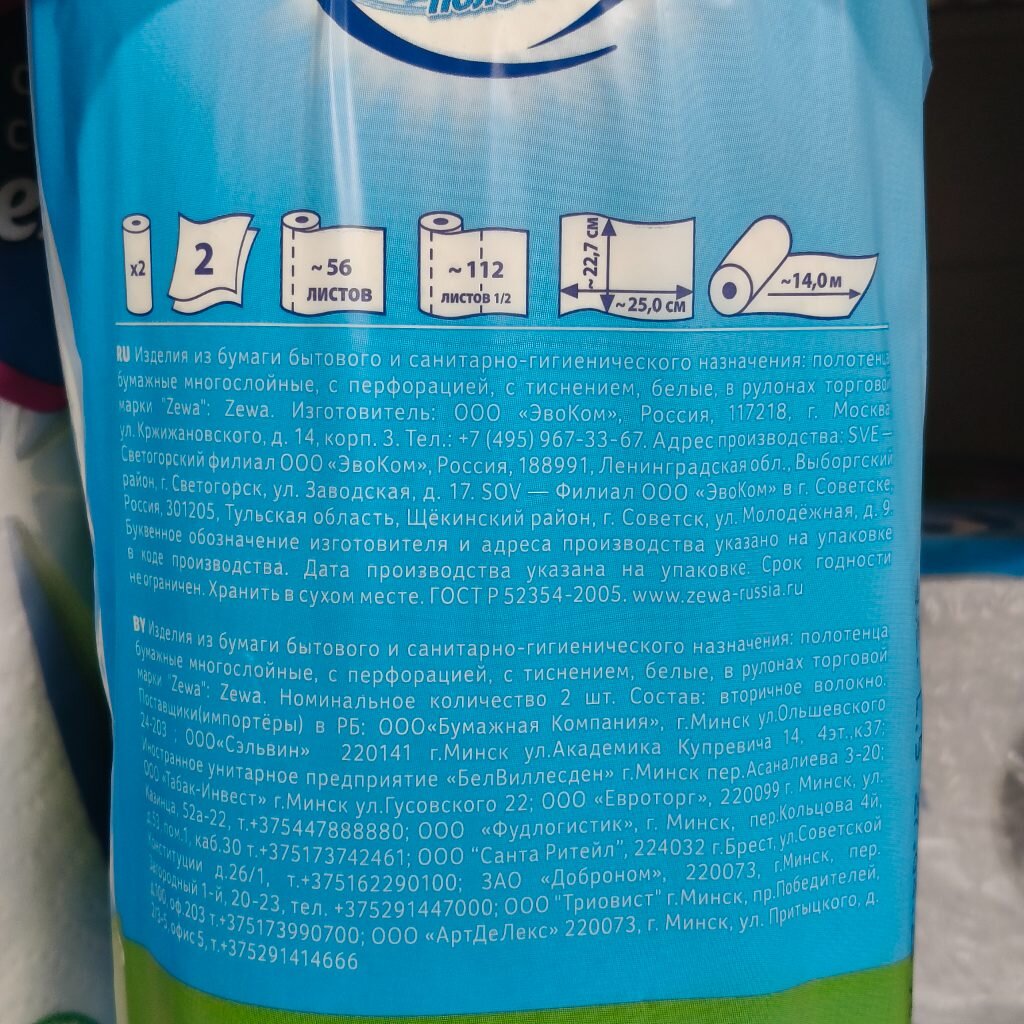 x2
2
~56
листов
~112
листов 1/2
~22,7 см
~25,0 см
~14,0 м
RU Изделия из бумаги бытового и санитарно-гигиенического назначения: полотенца
бумажные многослойные, с перфорацией, с тиснением, белые, в рулонах торговой
марки "Zewa": Zewa. Изготовитель: ООО «ЭвоКом», Россия, 117218, г. Москва
ул.Кржижановского, д. 14, корп. 3. Тел.: +7 (495) 967-33-67. Адрес производства: SVE –
Светогорский филиал ООО «ЭвоКом», Россия, 188991, Ленинградская обл., Выборгский
район, г. Светогорск, ул. Заводская, д. 17. SOV — Филиал ООО «ЭвоКом» в г. Советске,
Россия, 301205, Тульская область, Щёкинский район, г. Советск, ул. Молодёжная, д. 9.
Буквенное обозначение изготовителя и адреса производства указано на упаковке
в коде производства. Дата производства указана на упаковке. Срок годности
не ограничен. Хранить в сухом месте. ГОСТ Р 52354-2005. www.zewa-russia.ru
BY Изделия из бумаги бытового и санитарно-гигиенического назначения: полотенца
бумажные многослойные, с перфорацией, с тиснением, белые, в рулонах торговой
марки "Zewa": Zewa. Номинальное количество 2 шт. Состав: вторичное волокно.
Поставщики(импортёры) в РБ: ООО«Бумажная Компания», г.Минск ул.Ольшевского
24-203 ; ООО«Сэльвин» 220141 г.Минск ул.Академика Купревича 14, 4эт.,к37;
Иностранное унитарное предприятие «БелВиллесден» г.Минск пер.Асаналиева 3-20;
ООО «Табак-Инвест» г.Минск ул.Гусовского 22; ООО «Евроторг», 220099 г. Минск, ул.
Казинца, 52а-22, т.+375447888880; ООО «Фудлогистик», г. Минск, пер.Кольцова 4й,
д.53,пом.1, каб.30 т.+375173742461; ООО "Санта Ритейл", 224032 г.Брест,ул.Советской
Конституции д.26/1, т.+375162290100; ЗАО «Доброном», 220073, г.Минск, пер.
Загородный 1-й, 20-23, тел. +375291447000; ООО "Триовист" г.Минск, пр.Победителей,
д.100, оф.203 т.+375173990700; ООО «АртДеЛекс» 220073, г. Минск, ул. Притыцкого, д.
2/3-5, офис 5, т.+375291414666